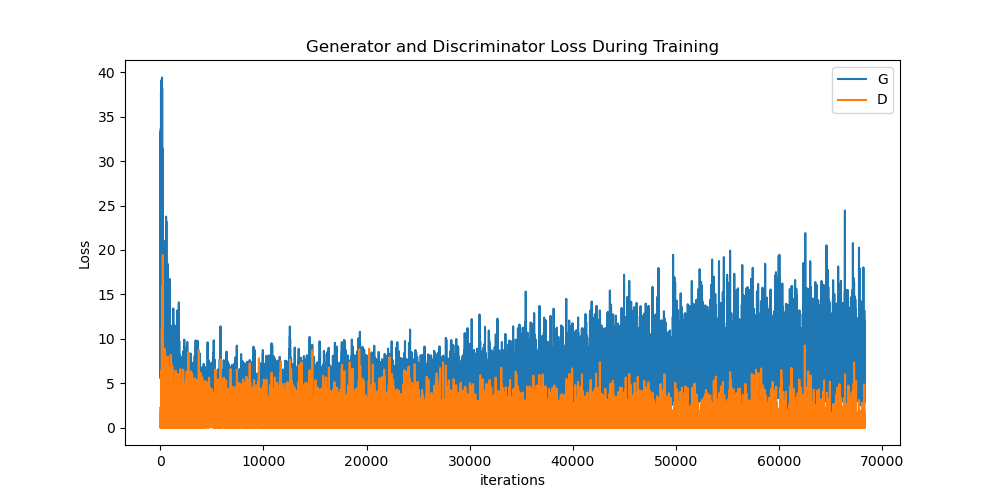 Generator and Discriminator Loss During Training
G
D
40
35
30
25
20
15
10
5
0
Loss
0 10000 20000 30000 40000 50000 60000 70000
iterations